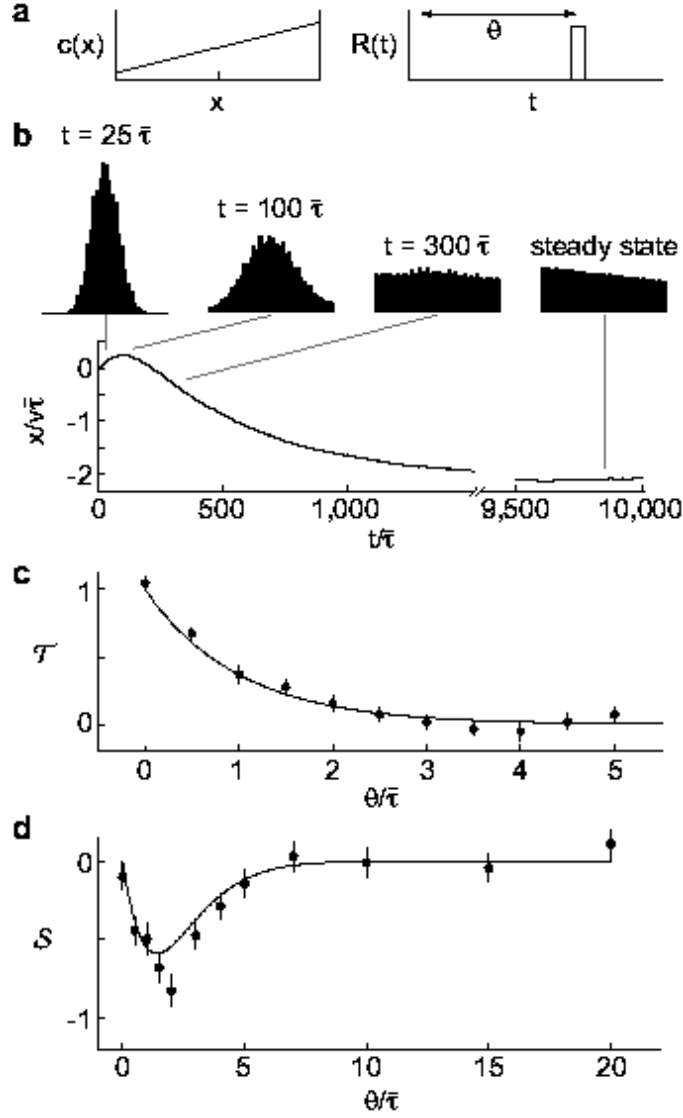 a
c(x)
x
R(t)
θ
t
b
t = 25 τ̄
t = 100 τ̄
t = 300 τ̄
steady state
x/vτ̄
0
-1
-2
0
500
1,000
9,500
10,000
t/τ̄
c
𝒯
1
0
0
1
2
3
4
5
θ/τ̄
d
S
0
-1
0
5
10
15
20
θ/τ̄